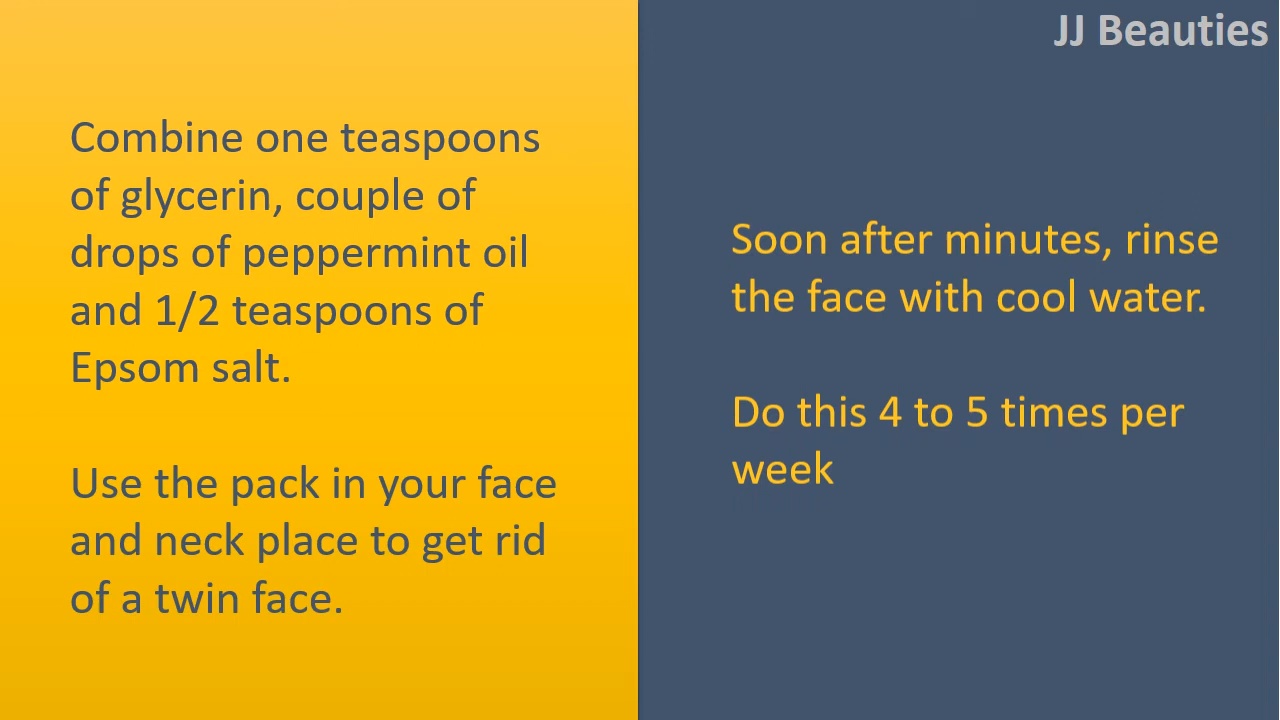 JJ Beauties
Combine one teaspoons
of glycerin, couple of
drops of peppermint oil
and 1/2 teaspoons of
Epsom salt.
Use the pack in your face
and neck place to get rid
of a twin face.
Soon after minutes, rinse
the face with cool water.
Do this 4 to 5 times per
week